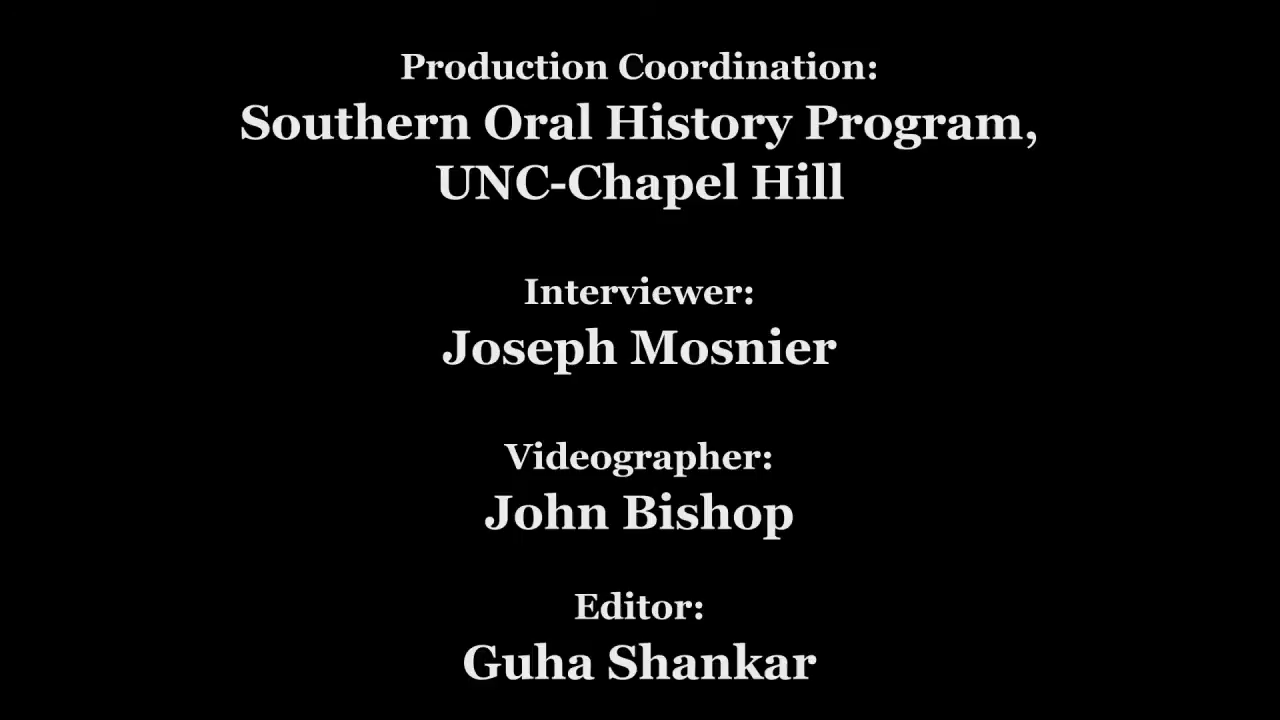 Production Coordination:
Southern Oral History Program,
UNC-Chapel Hill
Interviewer:
Joseph Mosnier
Videographer:
John Bishop
Editor:
Guha Shankar